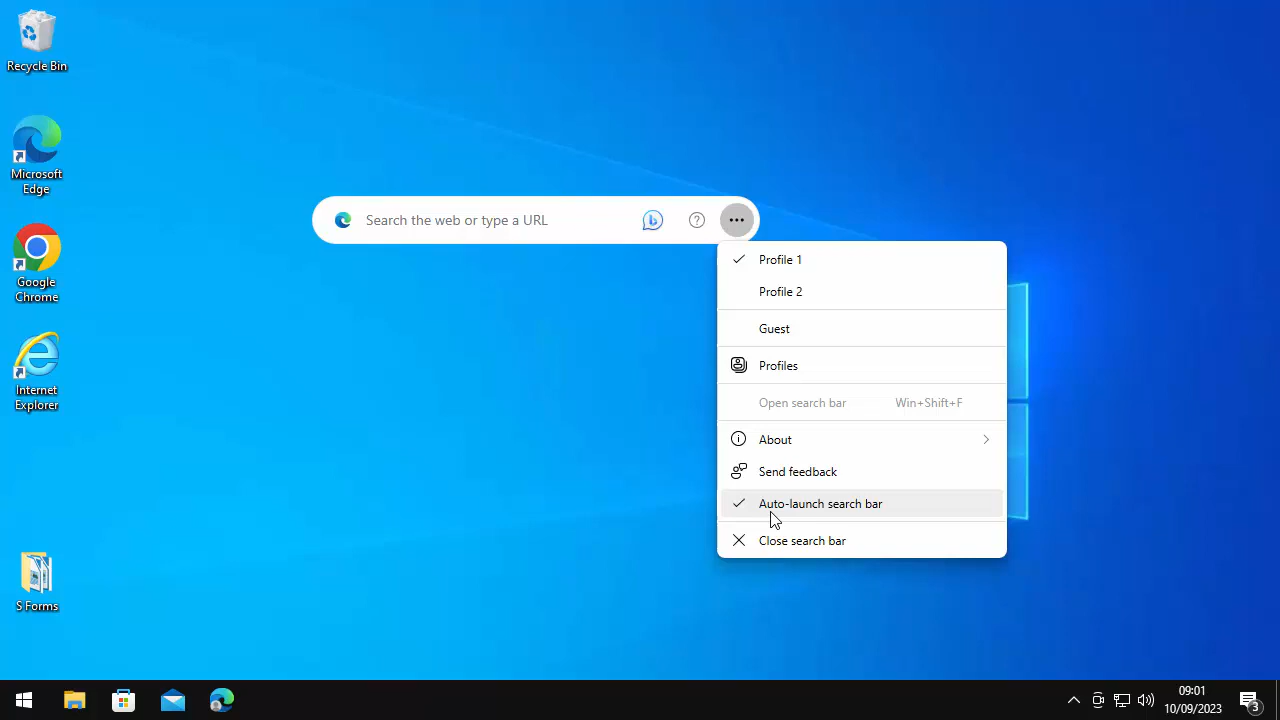 Recycle Bin
Microsoft
Edge
Google
Chrome
Internet
Explorer
S Forms
Search the web or type a URL
Profile 1
Profile 2
Guest
Profiles
Open search bar Win+Shift+F
About
Send feedback
Auto-launch search bar
Close search bar
09:01
10/09/2023
3